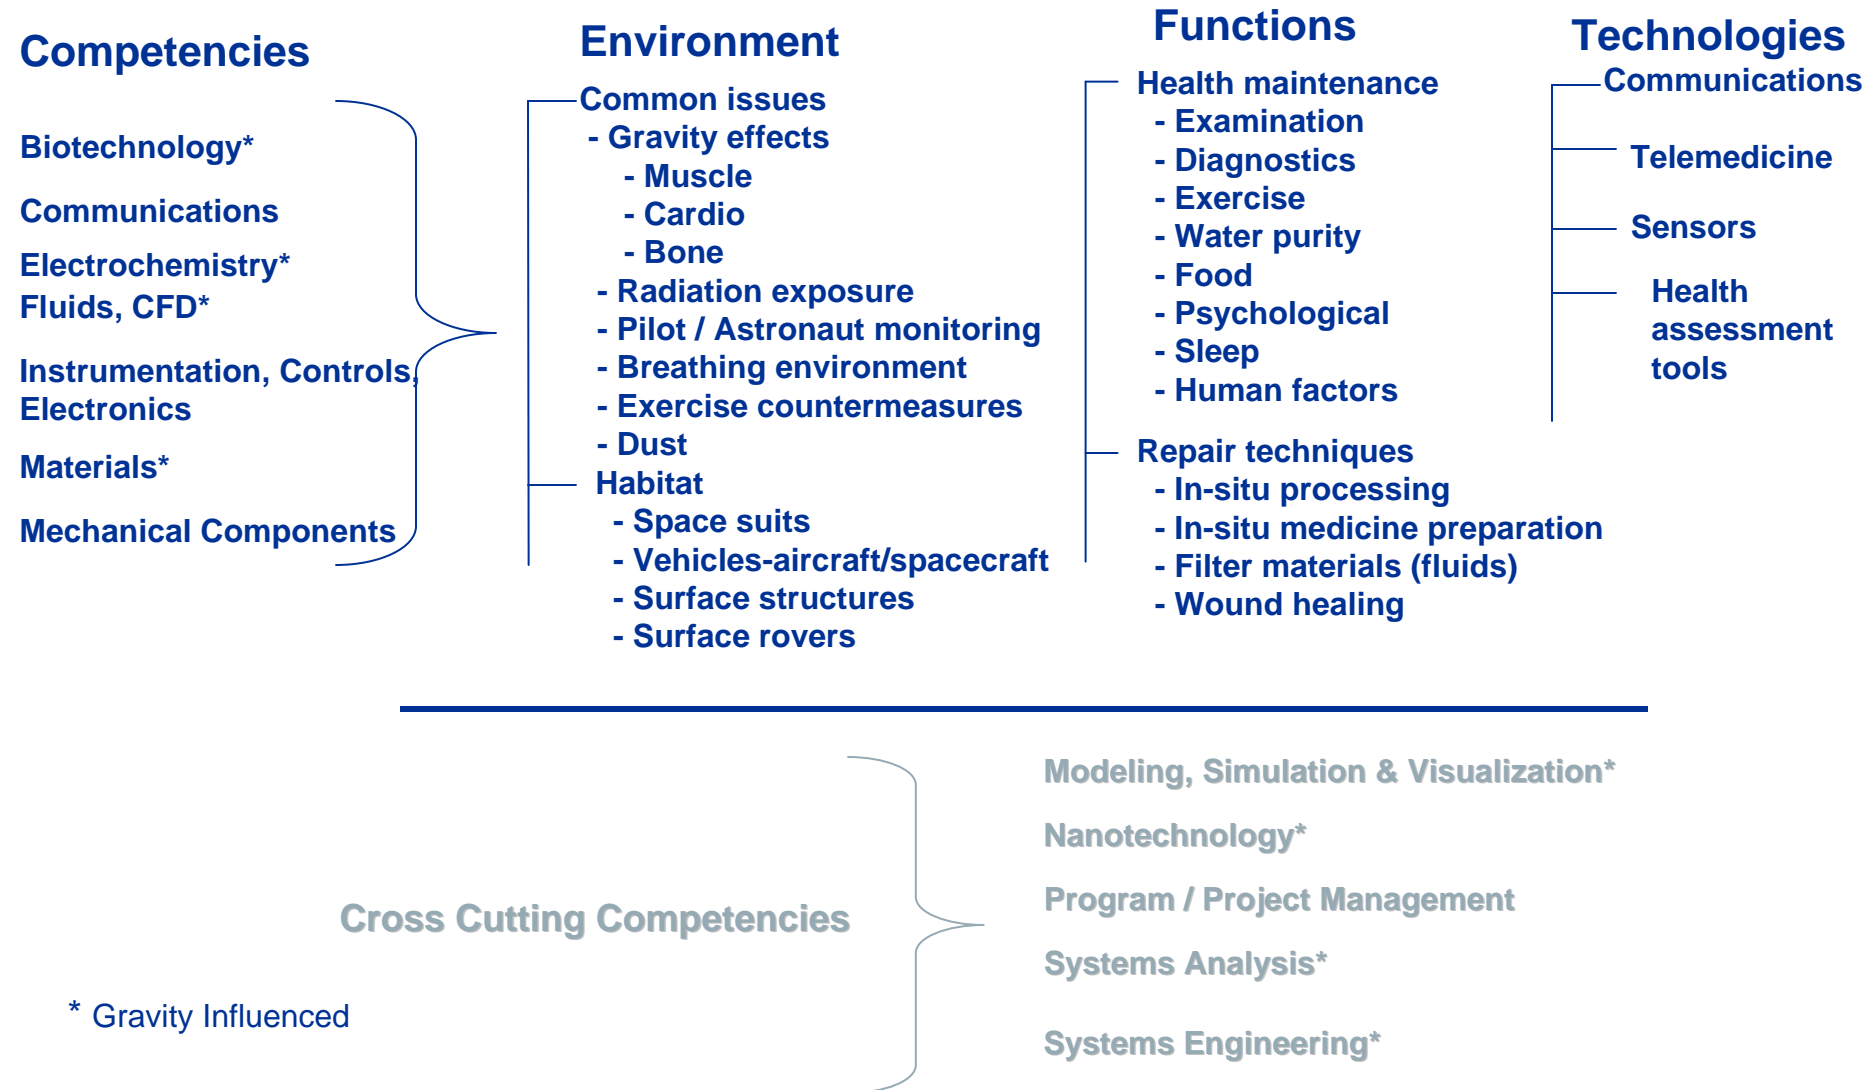 Competencies
Biotechnology*
Communications
Electrochemistry*
Fluids, CFD*
Instrumentation, Controls,
Electronics
Materials*
Mechanical Components
Environment
Common issues
- Gravity effects
- Muscle
- Cardio
- Bone
- Radiation exposure
- Pilot / Astronaut monitoring
- Breathing environment
- Exercise countermeasures
- Dust
Habitat
- Space suits
- Vehicles-aircraft/spacecraft
- Surface structures
- Surface rovers
Functions
Health maintenance
- Examination
- Diagnostics
- Exercise
- Water purity
- Food
- Psychological
- Sleep
- Human factors
Repair techniques
- In-situ processing
- In-situ medicine preparation
- Filter materials (fluids)
- Wound healing
Technologies
Communications
Telemedicine
Sensors
Health
assessment
tools
Cross Cutting Competencies
Modeling, Simulation & Visualization*
Nanotechnology*
Program / Project Management
Systems Analysis*
Systems Engineering*
* Gravity Influenced